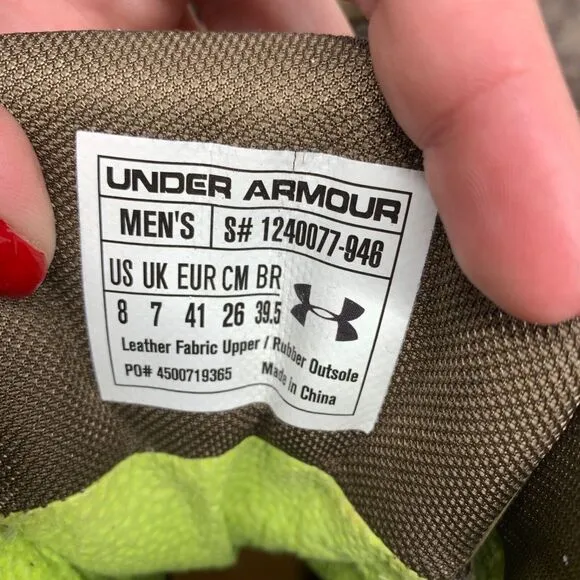 UNDER ARMOUR
MEN'S S# 1240077-946
US UK EUR CM BR
8 7 41 26 39.5
Leather Fabric Upper / Rubber Outsole
PO# 4500719365 Made in China